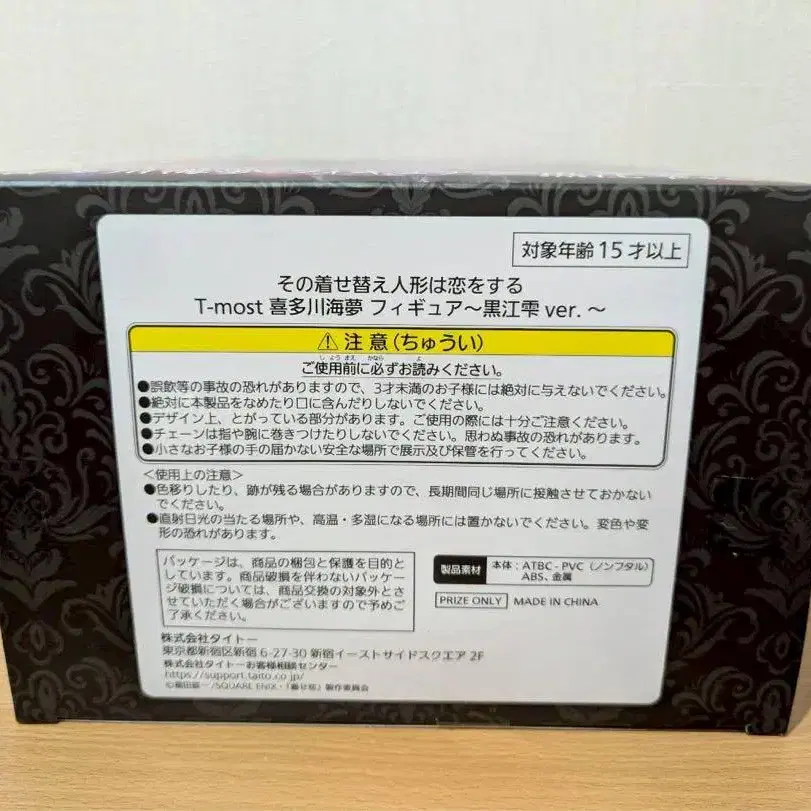 対象年齢15才以上
その着せ替え人形は恋をする
T-most 喜多川海夢 フィギュア～黒江雫 ver. ～
⚠ 注意(ちゅうい)
ご使用前に必ずお読みください。
●誤飲等の事故の恐れがありますので、3才未満のお子様には絶対に与えないでください。
●絶対に本製品をなめたり口に含んだりしないでください。
●デザイン上、とがっている部分があります。ご使用の際には十分ご注意ください。
●チェーンは指や腕に巻きつけたりしないでください。思わぬ事故の恐れがあります。
●小さなお子様の手の届かない安全な場所で展示及び保管を行ってください。
<使用上の注意>
●色移りしたり、跡が残る場合がありますので、長期間同じ場所に接触させておかない
でください。
●直射日光の当たる場所や、高温・多湿になる場所には置かないでください。変色や変
形の恐れがあります。
パッケージは、商品の梱包と保護を目的と
しています。商品破損を伴わないパッケー
ジ破損については、商品交換の対象外とさ
せていただく場合がございますので予めご
了承ください。
製品素材 本体：ATBC-PVC（ノンフタル）
ABS、金属
PRIZE ONLY MADE IN CHINA
株式会社タイトー
東京都新宿区新宿 6-27-30 新宿イーストサイドスクエア 2F
株式会社タイトーお客様相談センター
https://support.taito.co.jp/
©福田晋一/SQUARE ENIX・「着せ恋」製作委員会